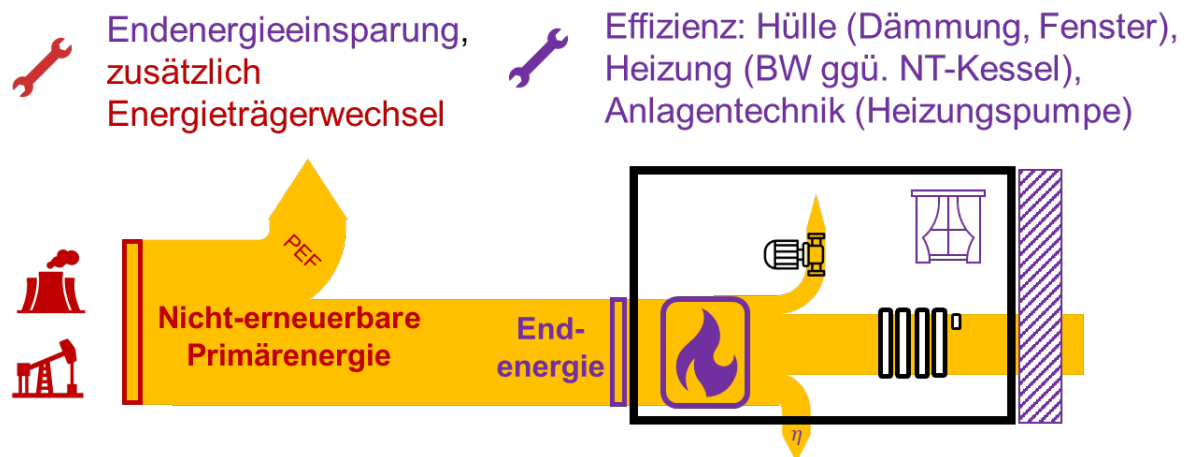 Endenergieeinsparung,
zusätzlich
Energieträgerwechsel
Effizienz: Hülle (Dämmung, Fenster),
Heizung (BW ggü. NT-Kessel),
Anlagentechnik (Heizungspumpe)
PEF
Nicht-erneuerbare
Primärenergie
End-
energie
η